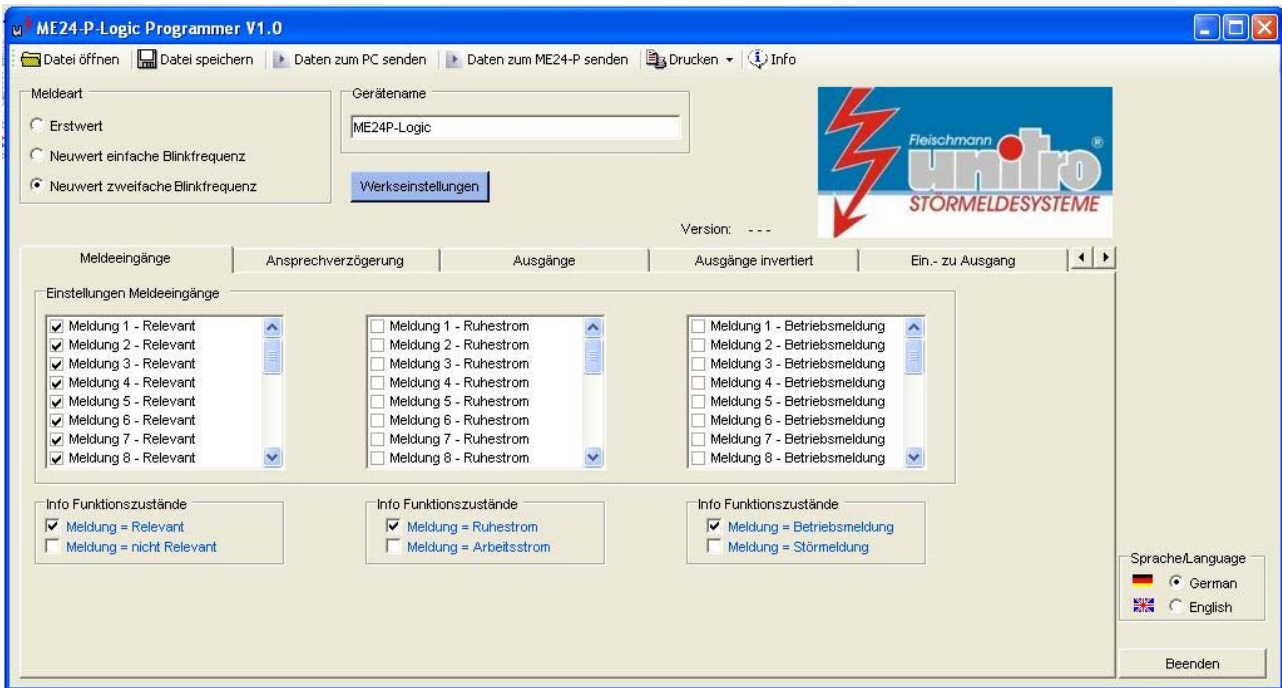 ME24-P-Logic Programmer V1.0
Datei öffnen Datei speichern Daten zum PC senden Daten zum ME24-P senden Drucken Info
Meldeart
Erstwert
Neuwert einfache Blinkfrequenz
Neuwert zweifache Blinkfrequenz
Gerätename
ME24P-Logic
Werkseinstellungen
Version: - - -
Fleischmann
unitro ®
STÖRMELDESYSTEME
Meldeeingänge Ansprechverzögerung Ausgänge Ausgänge invertiert Ein.- zu Ausgang
Einstellungen Meldeeingänge
Meldung 1 - Relevant
Meldung 2 - Relevant
Meldung 3 - Relevant
Meldung 4 - Relevant
Meldung 5 - Relevant
Meldung 6 - Relevant
Meldung 7 - Relevant
Meldung 8 - Relevant
Meldung 1 - Ruhestrom
Meldung 2 - Ruhestrom
Meldung 3 - Ruhestrom
Meldung 4 - Ruhestrom
Meldung 5 - Ruhestrom
Meldung 6 - Ruhestrom
Meldung 7 - Ruhestrom
Meldung 8 - Ruhestrom
Meldung 1 - Betriebsmeldung
Meldung 2 - Betriebsmeldung
Meldung 3 - Betriebsmeldung
Meldung 4 - Betriebsmeldung
Meldung 5 - Betriebsmeldung
Meldung 6 - Betriebsmeldung
Meldung 7 - Betriebsmeldung
Meldung 8 - Betriebsmeldung
Info Funktionszustände
Meldung = Relevant
Meldung = nicht Relevant
Info Funktionszustände
Meldung = Ruhestrom
Meldung = Arbeitsstrom
Info Funktionszustände
Meldung = Betriebsmeldung
Meldung = Störmeldung
Sprache/Language
German
English
Beenden